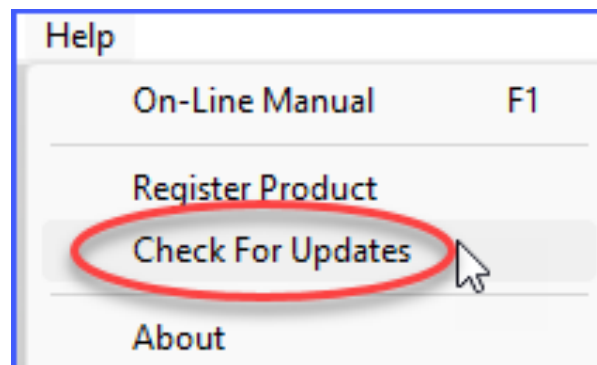 Help
On-Line Manual F1
Register Product
Check For Updates
About